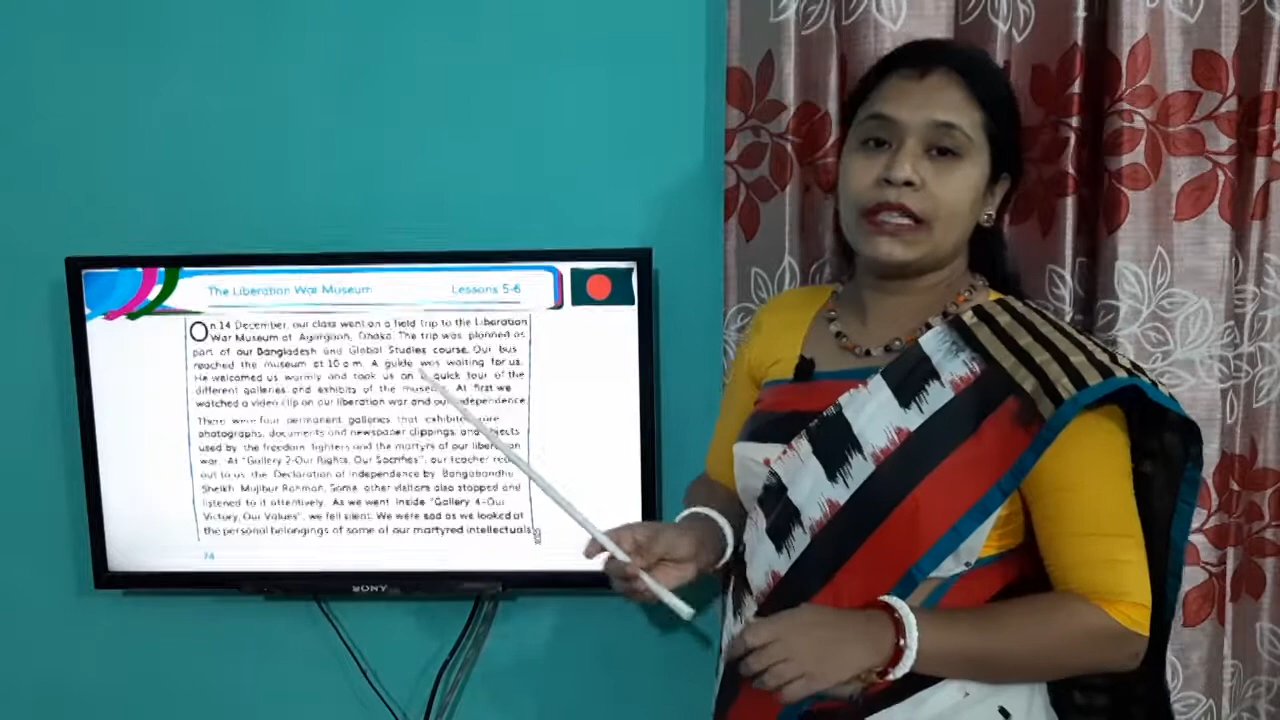 The Liberation War Museum Lessons 5-6
On 14 December, our class went on a field trip to the Liberation
War Museum at Agargaon, Dhaka. The trip was planned as
part of our Bangladesh and Global Studies course. Our bus
reached the museum at 10 a.m. A guide was waiting for us.
He welcomed us warmly and took us on a quick tour of the
different galleries and exhibits of the museum. At first we
watched a video clip on our liberation war and our independence
There were four permanent galleries that exhibited rare
photographs, documents and newspaper clippings, and objects
used by the freedom fighters and the martyrs of our liberation
war. At "Gallery 2-Our Rights, Our Sacrifies", our teacher read
out to us the Declaration of Independence by Bangabandhu
Sheikh Mujibur Rahman. Some other visitors also stopped and
listened to it attentively. As we went inside "Gallery 4-Our
Victory, Our Values", we fell silent. We were sad as we looked at
the personal belongings of some of our martyred intellectuals
74
SONY